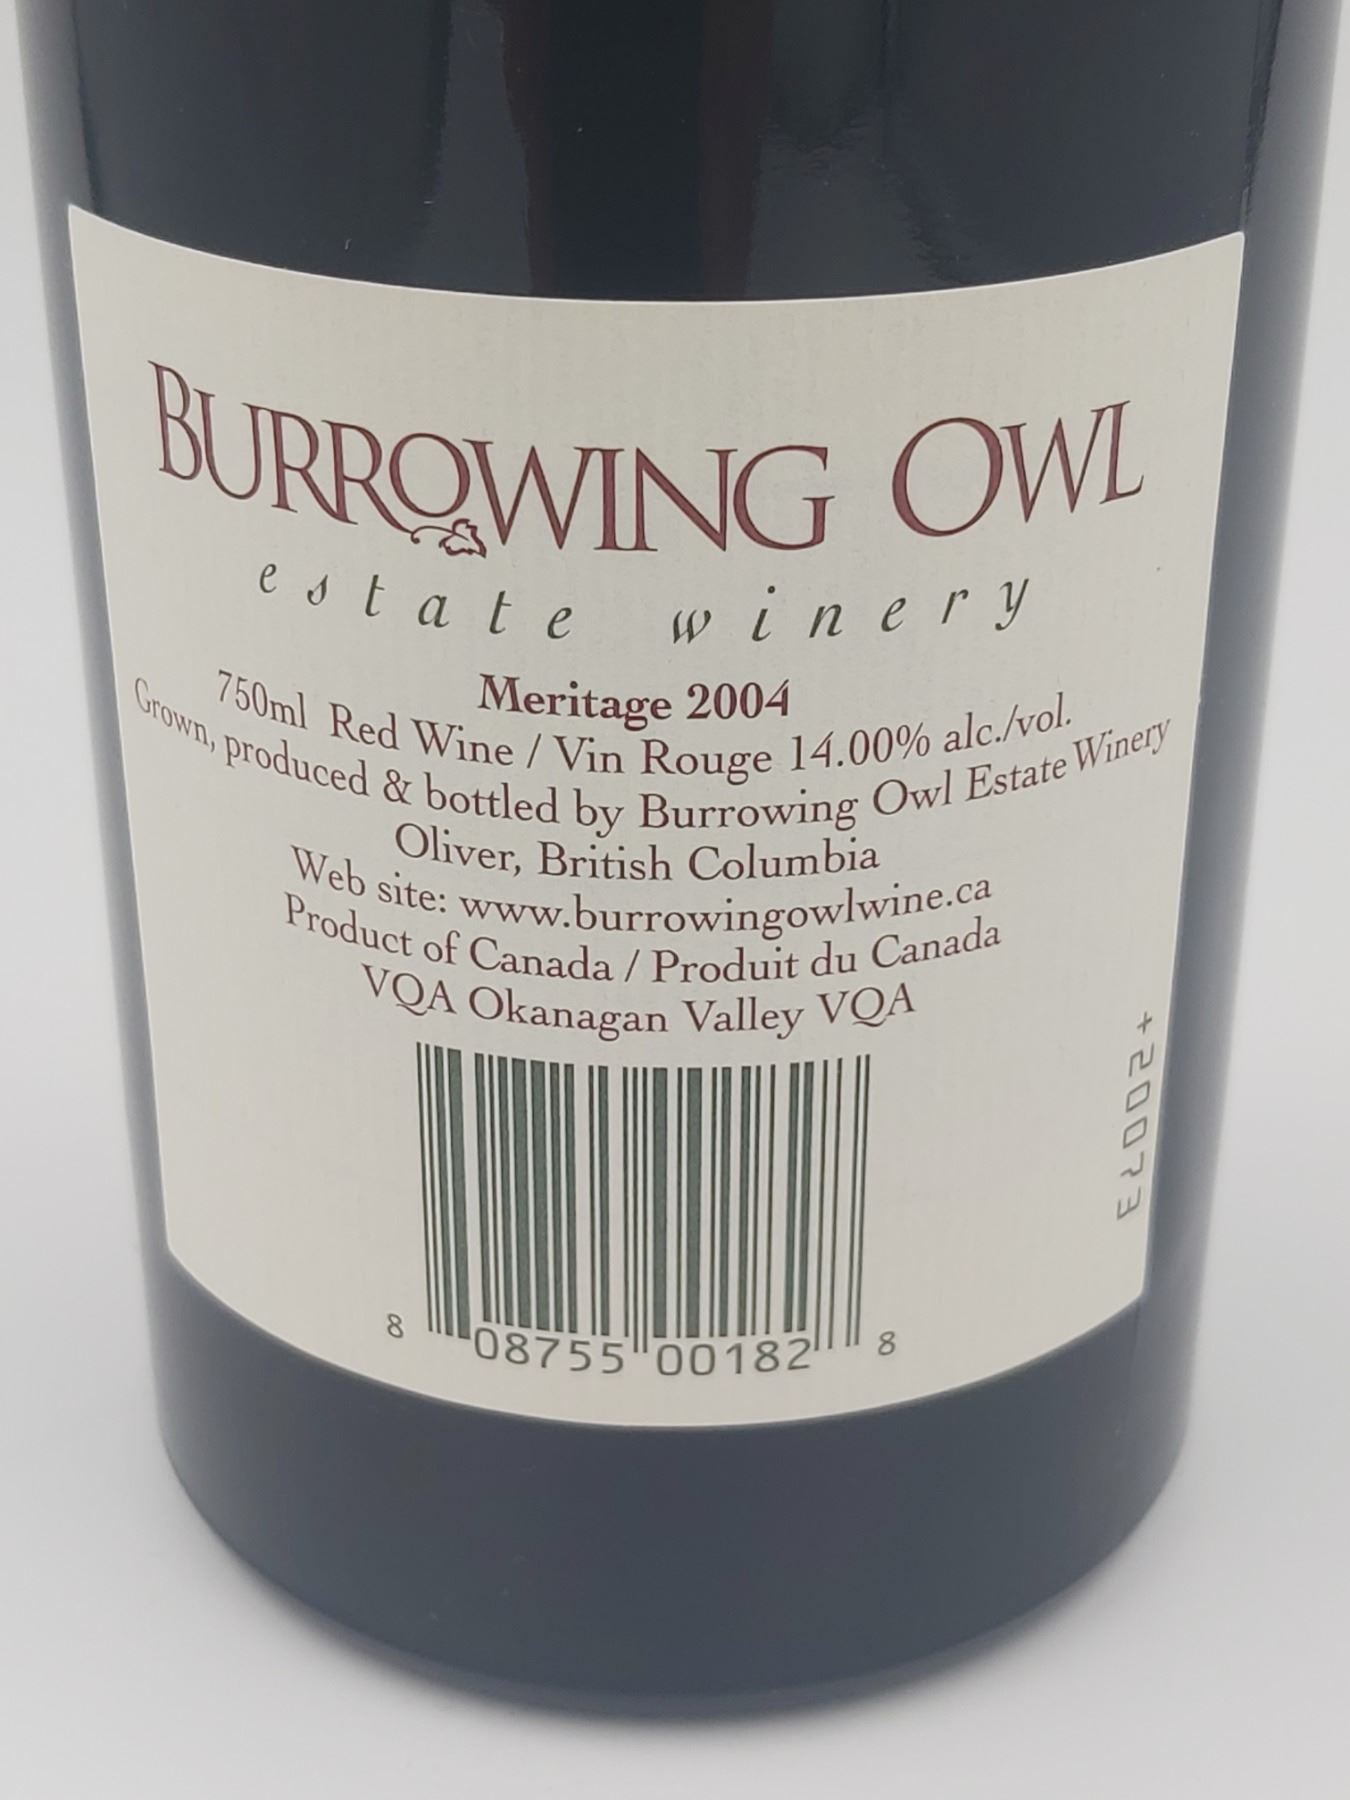 BURROWING OWL
estate winery
Meritage 2004
750ml Red Wine / Vin Rouge 14.00% alc./vol.
Grown, produced & bottled by Burrowing Owl Estate Winery
Oliver, British Columbia
Web site: www.burrowingowlwine.ca
Product of Canada / Produit du Canada
VQA Okanagan Valley VQA
+20073
8 08755 00182 8